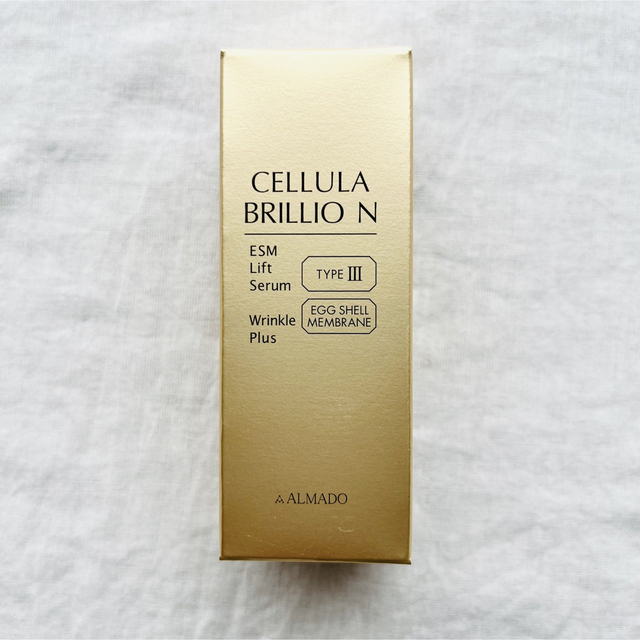 CELLULA
BRILLIO N
ESM
Lift
Serum
TYPE III
Wrinkle
Plus
EGG SHELL
MEMBRANE
ALMADO